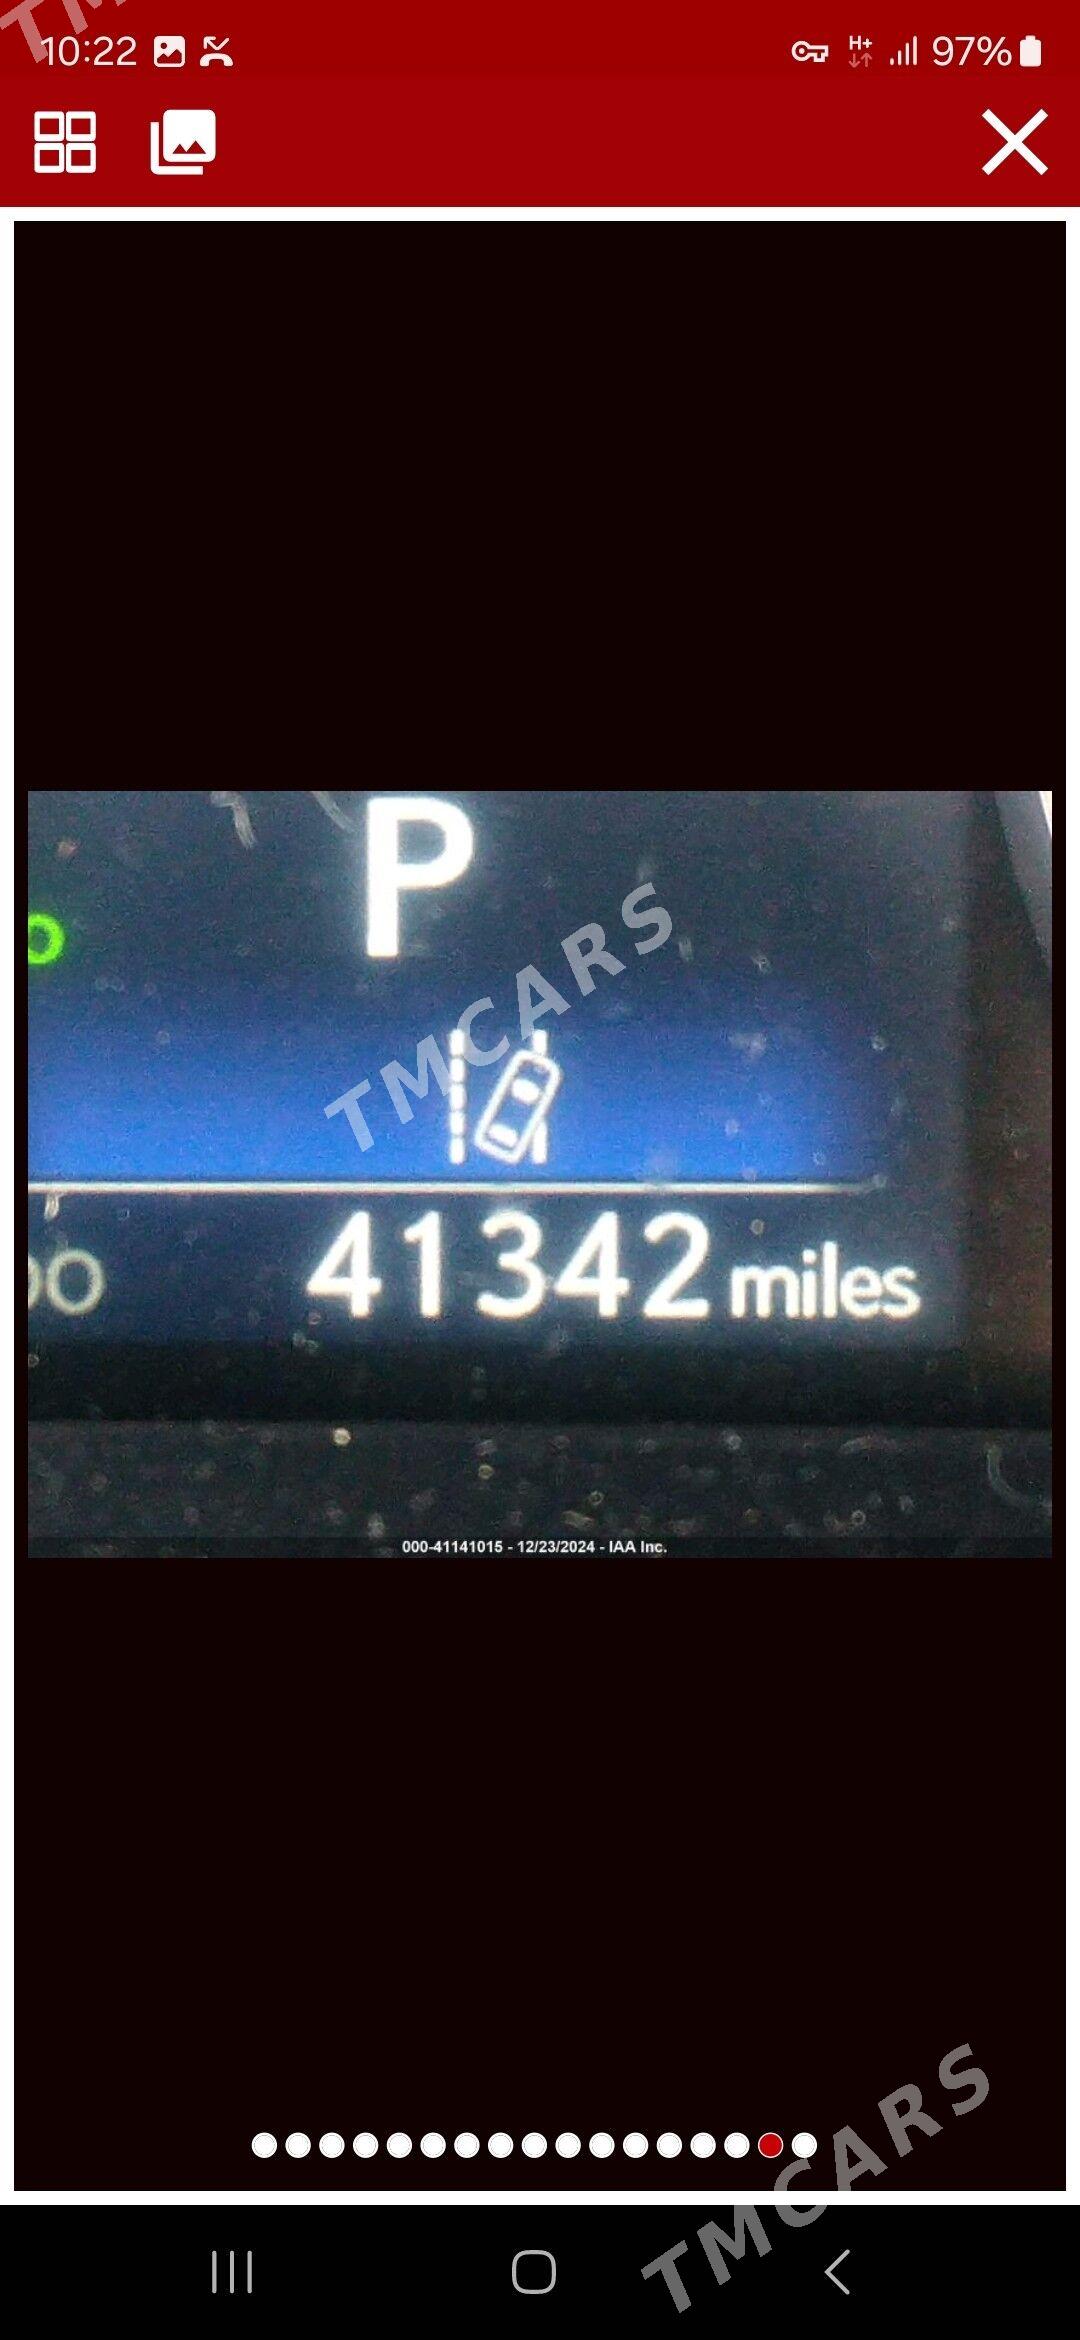 10:22
H+
97%
P
TMCARS
41342 miles
000-41141015 - 12/23/2024 - IAA Inc.
TMCARS